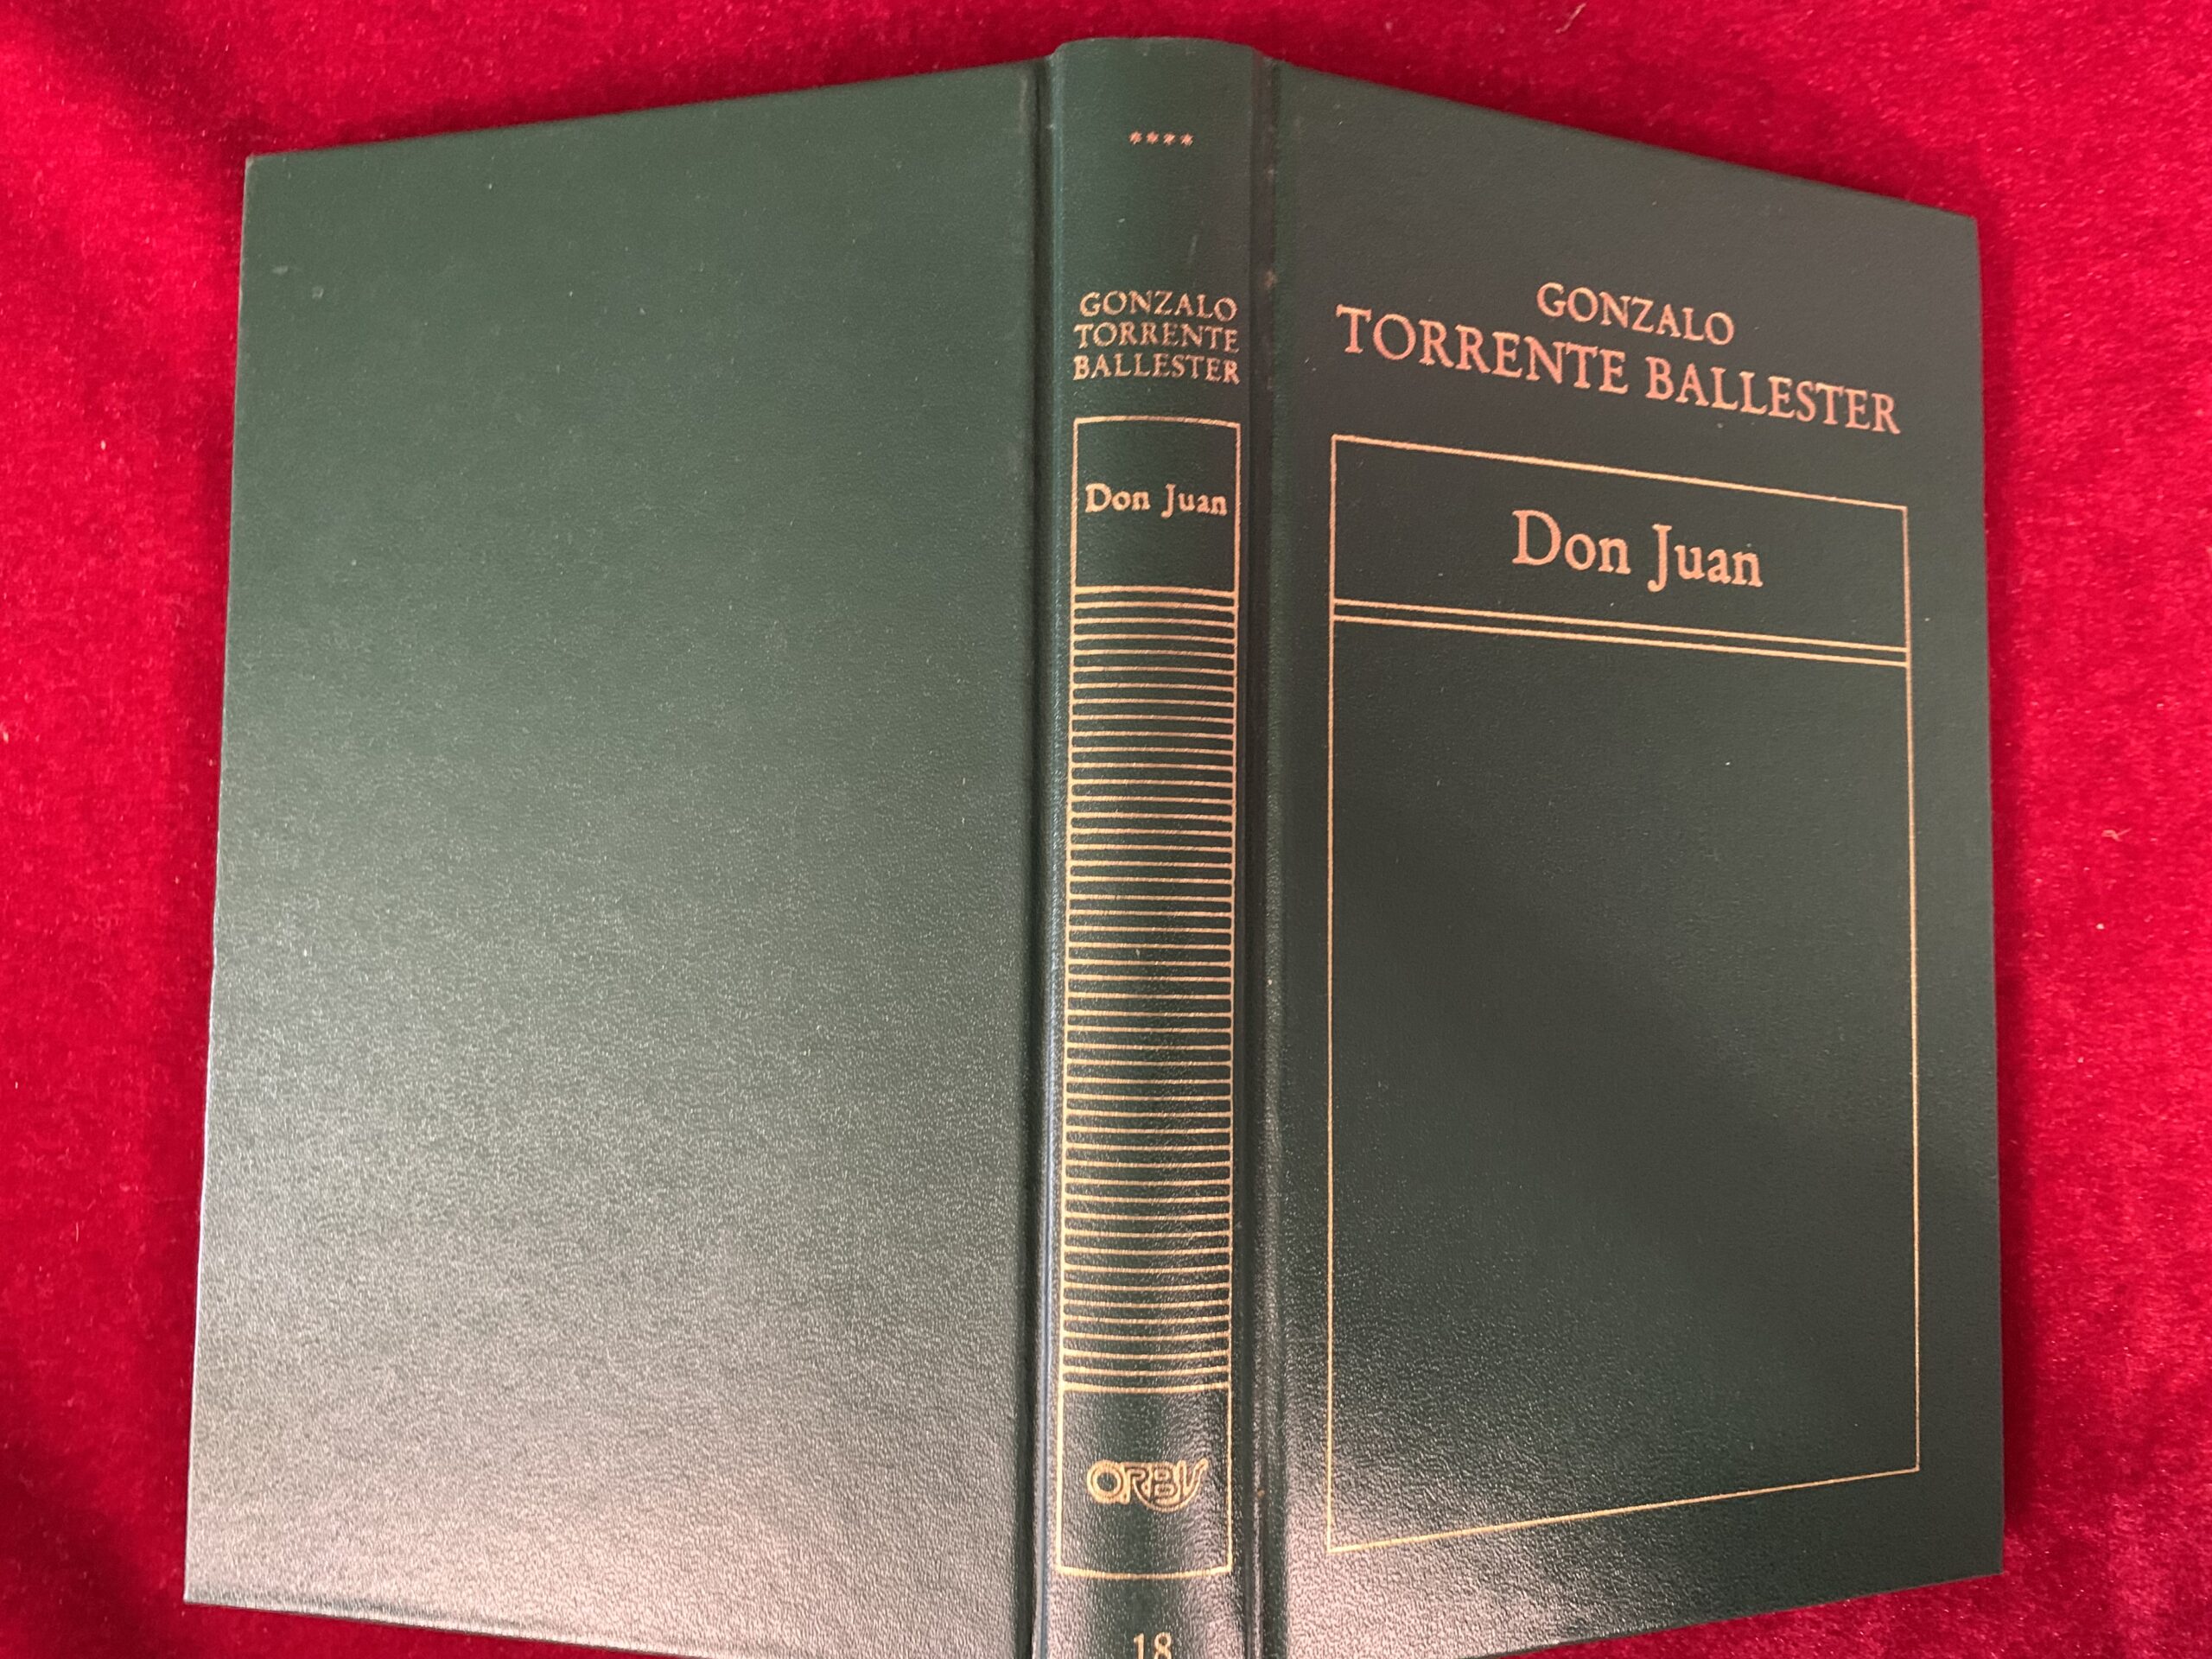 ****
GONZALO
TORRENTE
BALLESTER
Don Juan
ORBIS
18
GONZALO
TORRENTE BALLESTER
Don Juan